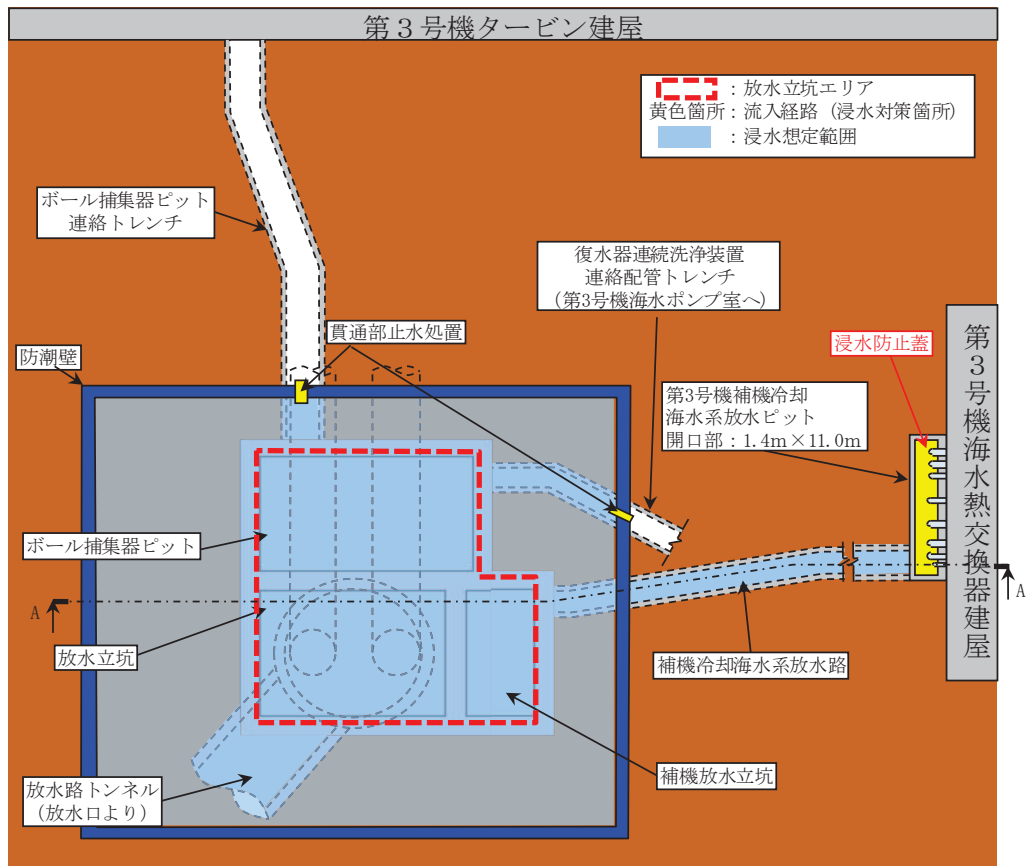 第３号機タービン建屋
：放水立坑エリア
黄色箇所：流入経路（浸水対策箇所）
：浸水想定範囲
ボール捕集器ピット
連絡トレンチ
復水器連続洗浄装置
連絡配管トレンチ
(第3号機海水ポンプ室へ)
貫通部止水処置
防潮壁
浸水防止蓋
第3号機補機冷却
海水系放水ピット
開口部：1.4m×11.0m
第３号機海水熱交換器建屋
ボール捕集器ピット
A
A
放水立坑
補機冷却海水系放水路
放水路トンネル
（放水口より）
補機放水立坑